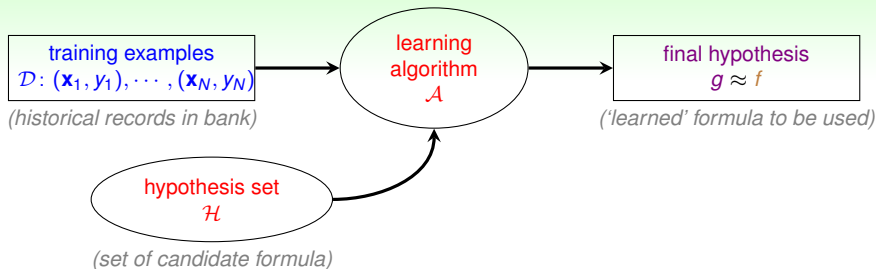 training examples
𝒟: (𝐱₁, y₁), ⋯ , (𝐱_N, y_N)
(historical records in bank)
learning
algorithm
𝒜
final hypothesis
g ≈ f
(‘learned’ formula to be used)
hypothesis set
ℋ
(set of candidate formula)